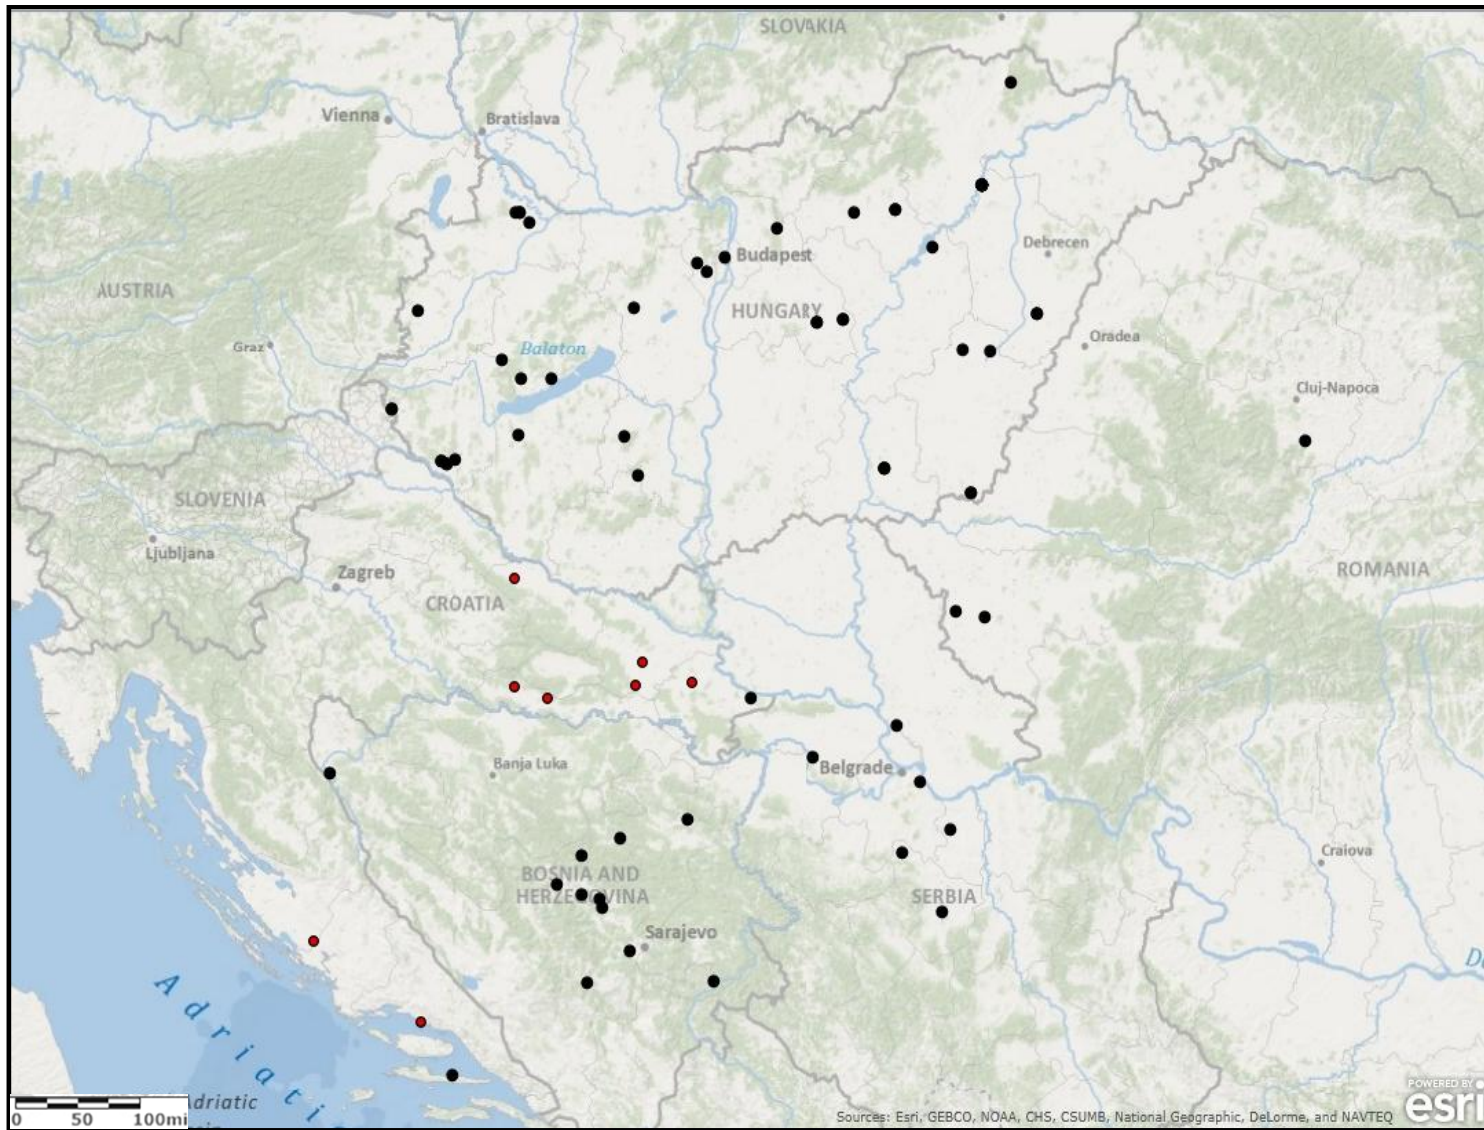 SLOVAKIA
Vienna
Bratislava
Budapest
Debrecen
AUSTRIA
HUNGARY
Graz
Balaton
Oradea
Cluj-Napoca
SLOVENIA
Ljubljana
Zagreb
CROATIA
ROMANIA
Banja Luka
Belgrade
Craiova
BOSNIA AND
HERZEGOVINA
SERBIA
Sarajevo
Adriati
driatic
0 50 100mi
Sources: Esri, GEBCO, NOAA, CHS, CSUMB, National Geographic, DeLorme, and NAVTEQ
POWERED BY
esri